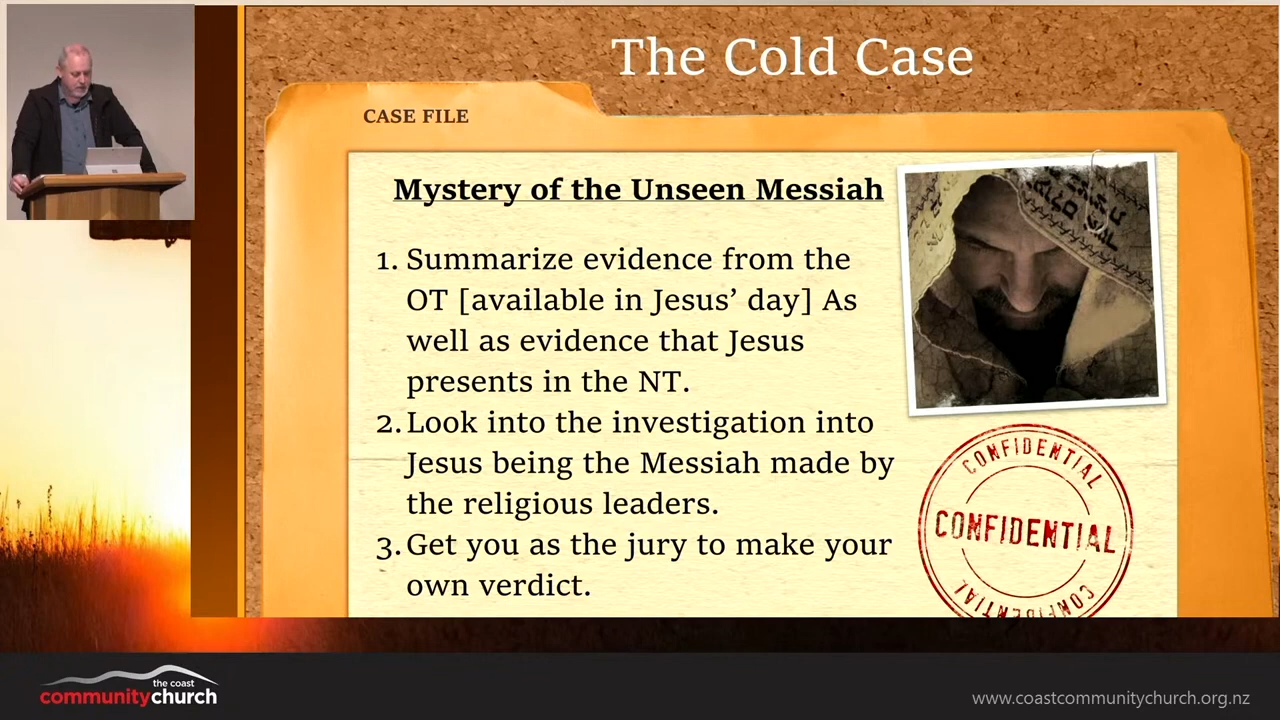 The Cold Case
CASE FILE
Mystery of the Unseen Messiah
1. Summarize evidence from the
OT [available in Jesus’ day] As
well as evidence that Jesus
presents in the NT.
2. Look into the investigation into
Jesus being the Messiah made by
the religious leaders.
3. Get you as the jury to make your
own verdict.
CONFIDENTIAL
CONFIDENTIAL
CONFIDENTIAL
the coast
communitychurch
www.coastcommunitychurch.org.nz